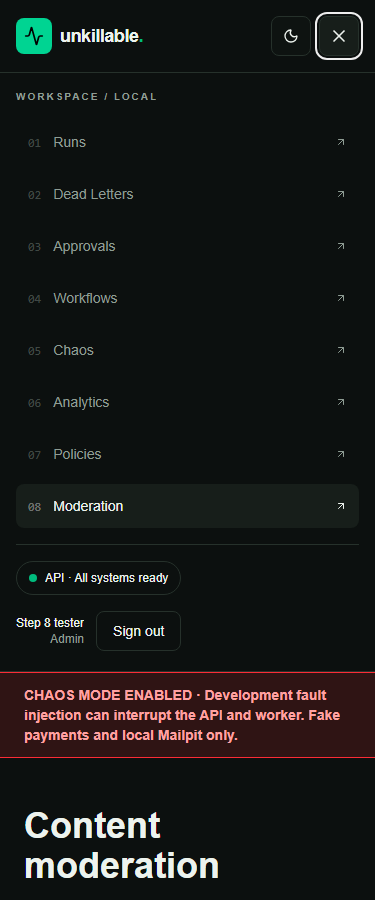 unkillable.
WORKSPACE / LOCAL
01 Runs
02 Dead Letters
03 Approvals
04 Workflows
05 Chaos
06 Analytics
07 Policies
08 Moderation
API · All systems ready
Step 8 tester
Admin
Sign out
CHAOS MODE ENABLED · Development fault
injection can interrupt the API and worker. Fake
payments and local Mailpit only.
Content
moderation